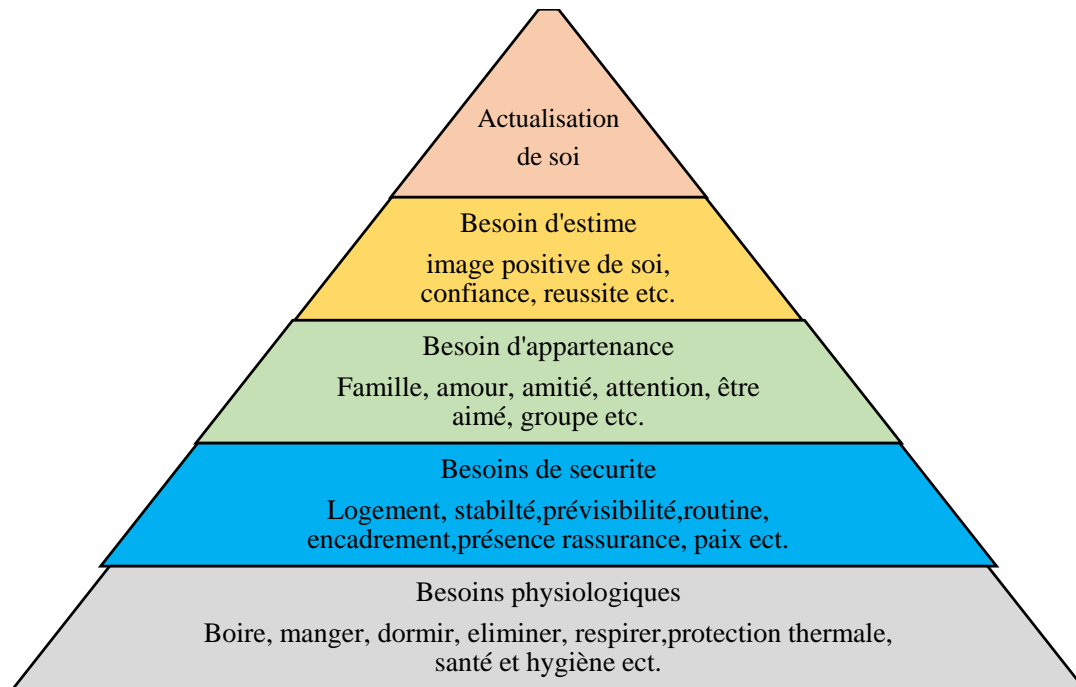 Actualisation
de soi
Besoin d'estime
image positive de soi,
confiance, reussite etc.
Besoin d'appartenance
Famille, amour, amitié, attention, être
aimé, groupe etc.
Besoins de securite
Logement, stabilté,prévisibilité,routine,
encadrement,présence rassurance, paix ect.
Besoins physiologiques
Boire, manger, dormir, eliminer, respirer,protection thermale,
santé et hygiène ect.